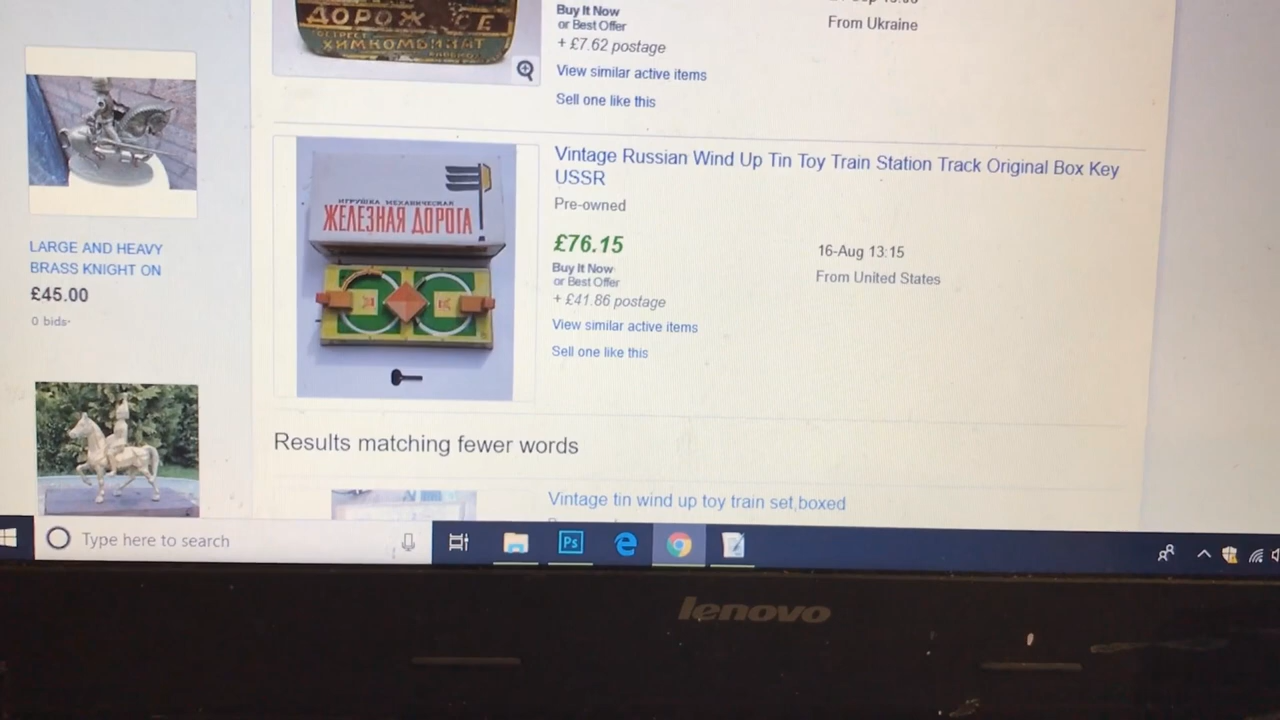 ДОРОЖ СЕ
ХИМКОМБИНАТ
Buy It Now
or Best Offer
+ £7.62 postage
View similar active items
Sell one like this
From Ukraine
LARGE AND HEAVY
BRASS KNIGHT ON
£45.00
0 bids
ИГРУШКА МЕХАНИЧЕСКАЯ
ЖЕЛЕЗНАЯ ДОРОГА
Vintage Russian Wind Up Tin Toy Train Station Track Original Box Key
USSR
Pre-owned
£76.15
Buy It Now
or Best Offer
+ £41.86 postage
View similar active items
Sell one like this
16-Aug 13:15
From United States
Results matching fewer words
Vintage tin wind up toy train set,boxed
Type here to search
Ps
lenovo